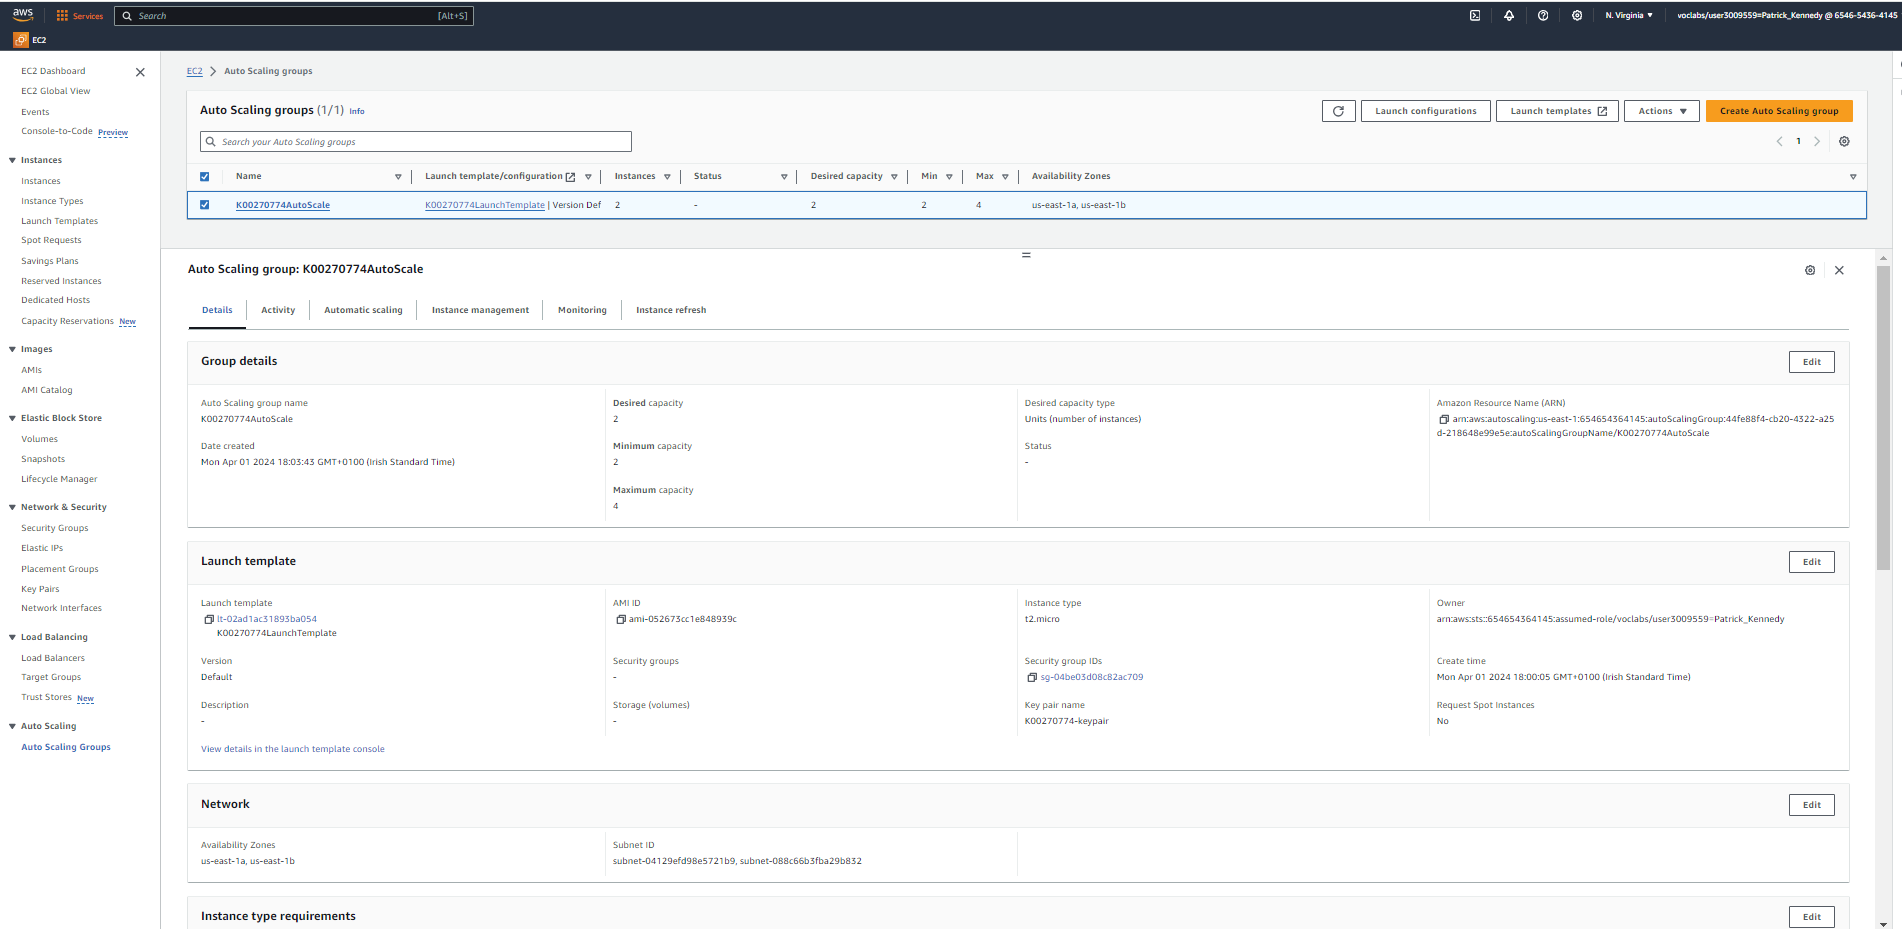 aws
Services
Search
[Alt+S]
N. Virginia
voclabs/user3009559=Patrick_Kennedy @ 6546-5436-4145
EC2
EC2 Dashboard
EC2 Global View
Events
Console-to-Code Preview
Instances
Instances
Instance Types
Launch Templates
Spot Requests
Savings Plans
Reserved Instances
Dedicated Hosts
Capacity Reservations New
Images
AMIs
AMI Catalog
Elastic Block Store
Volumes
Snapshots
Lifecycle Manager
Network & Security
Security Groups
Elastic IPs
Placement Groups
Key Pairs
Network Interfaces
Load Balancing
Load Balancers
Target Groups
Trust Stores New
Auto Scaling
Auto Scaling Groups
EC2 > Auto Scaling groups
Auto Scaling groups (1/1) Info
Launch configurations
Launch templates
Actions
Create Auto Scaling group
Search your Auto Scaling groups
1
Name
Launch template/configuration
Instances
Status
Desired capacity
Min
Max
Availability Zones
K00270774AutoScale
K00270774LaunchTemplate | Version Def
2
-
2
2
4
us-east-1a, us-east-1b
Auto Scaling group: K00270774AutoScale
Details
Activity
Automatic scaling
Instance management
Monitoring
Instance refresh
Group details
Edit
Auto Scaling group name
K00270774AutoScale
Date created
Mon Apr 01 2024 18:03:43 GMT+0100 (Irish Standard Time)
Desired capacity
2
Minimum capacity
2
Maximum capacity
4
Desired capacity type
Units (number of instances)
Status
-
Amazon Resource Name (ARN)
arn:aws:autoscaling:us-east-1:654654364145:autoScalingGroup:44fe88f4-cb20-4322-a25
d-218648e99e5e:autoScalingGroupName/K00270774AutoScale
Launch template
Edit
Launch template
lt-02ad1ac31893ba054
K00270774LaunchTemplate
Version
Default
Description
-
View details in the launch template console
AMI ID
ami-052673cc1e848939c
Security groups
-
Storage (volumes)
-
Instance type
t2.micro
Security group IDs
sg-04be03d08c82ac709
Key pair name
K00270774-keypair
Owner
arn:aws:sts::654654364145:assumed-role/voclabs/user3009559=Patrick_Kennedy
Create time
Mon Apr 01 2024 18:00:05 GMT+0100 (Irish Standard Time)
Request Spot Instances
No
Network
Edit
Availability Zones
us-east-1a, us-east-1b
Subnet ID
subnet-04129efd98e5721b9, subnet-088c66b3fba29b832
Instance type requirements
Edit